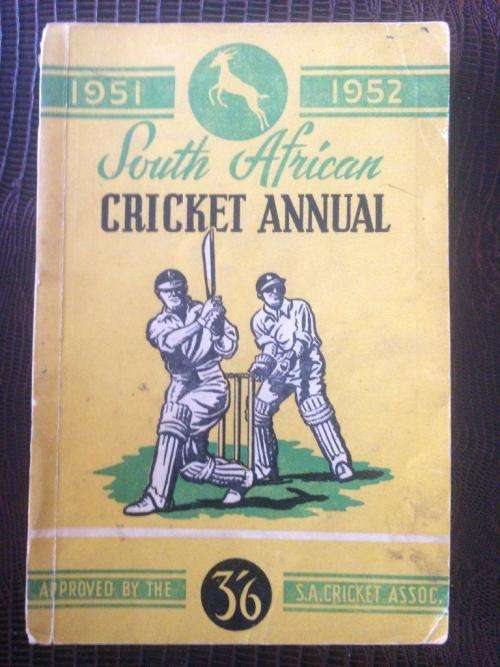 1951 1952
South African
CRICKET ANNUAL
APPROVED BY THE 3'6 S.A. CRICKET ASSOC.